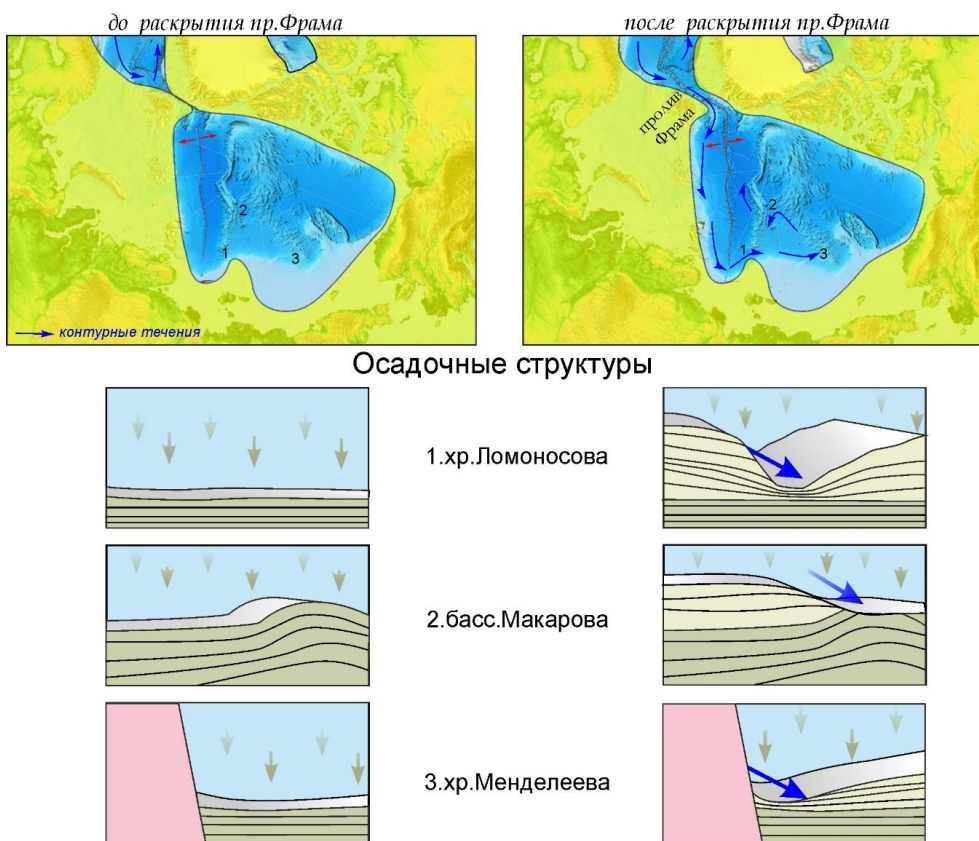 до раскрытия пр.Фрама
после раскрытия пр.Фрама
пролив
Фрама
1
2
3
1
2
3
контурные течения
Осадочные структуры
1.хр.Ломоносова
2.басс.Макарова
3.хр.Менделеева